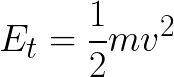 E_t = \frac{1}{2}mv^2